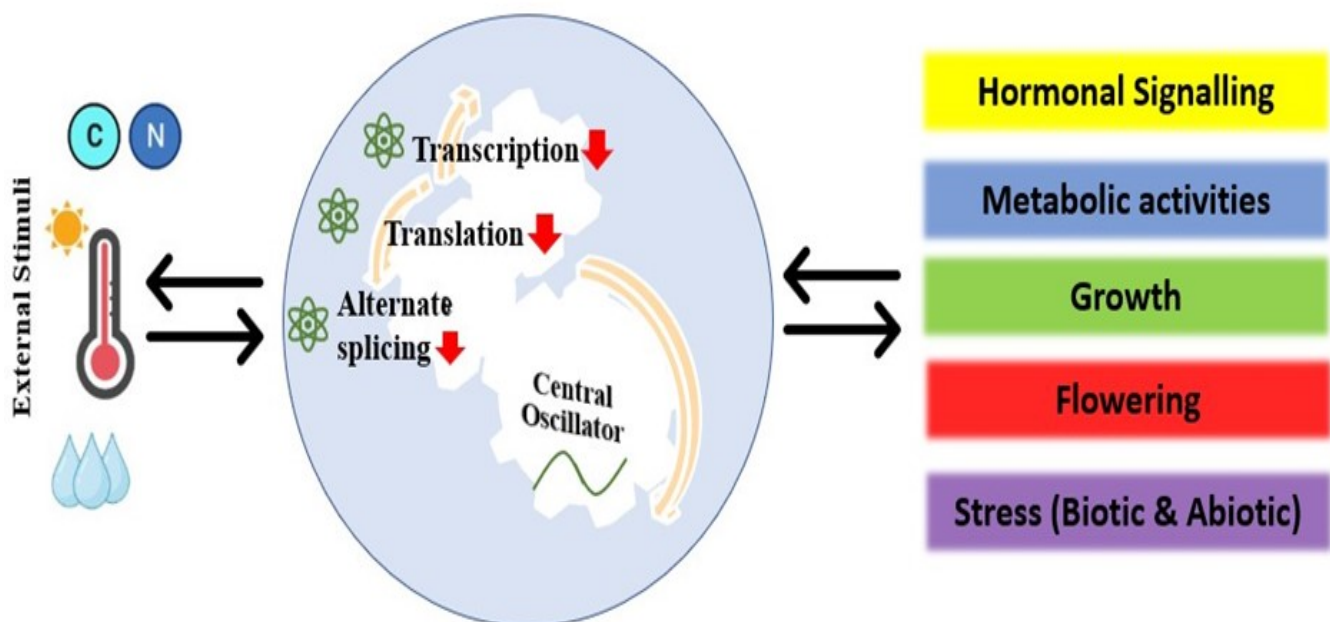 External Stimuli
C N
Transcription
Translation
Alternate
splicing
Central
Oscillator
Hormonal Signalling
Metabolic activities
Growth
Flowering
Stress (Biotic & Abiotic)